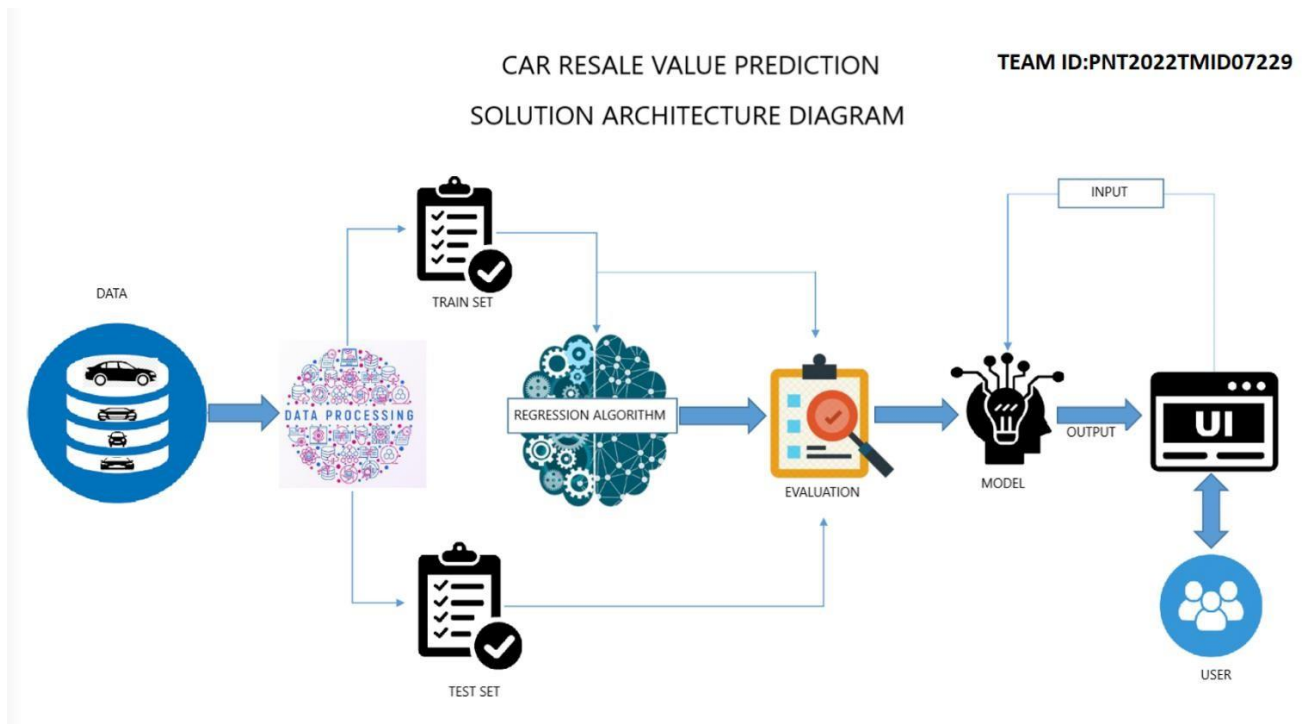 CAR RESALE VALUE PREDICTION
SOLUTION ARCHITECTURE DIAGRAM
TEAM ID:PNT2022TMID07229
INPUT
TRAIN SET
DATA
DATA PROCESSING
REGRESSION ALGORITHM
EVALUATION
MODEL
OUTPUT
UI
TEST SET
USER